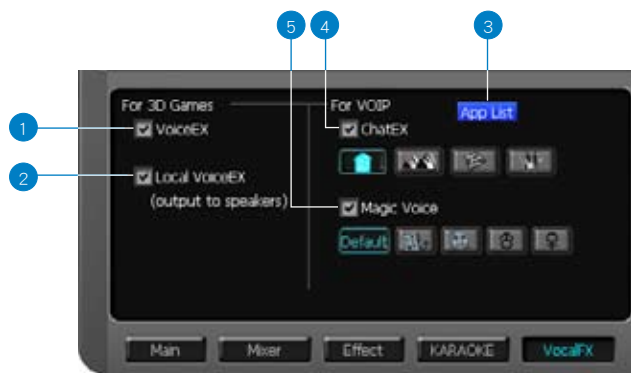 5 4 3
For 3D Games For VOIP App List
1 VoiceEX ChatEX
2 Local VoiceEX
(output to speakers)
Magic Voice
Default
Main Mixer Effect KARAOKE VocalFX